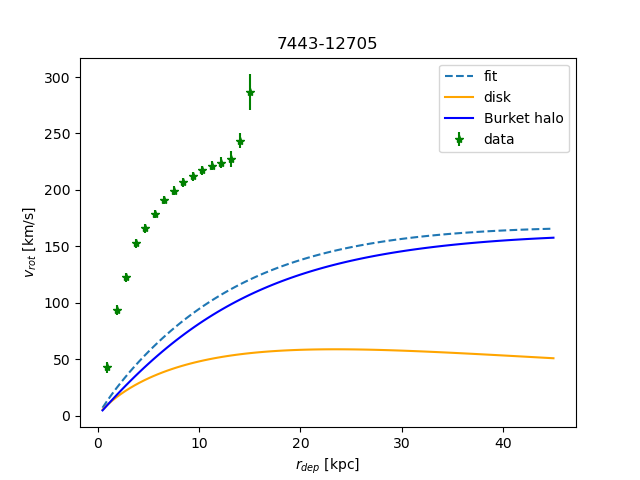 7443-12705
300
250
200
150
100
50
0
v_rot [km/s]
fit
disk
Burket halo
data
0 10 20 30 40
r_dep [kpc]